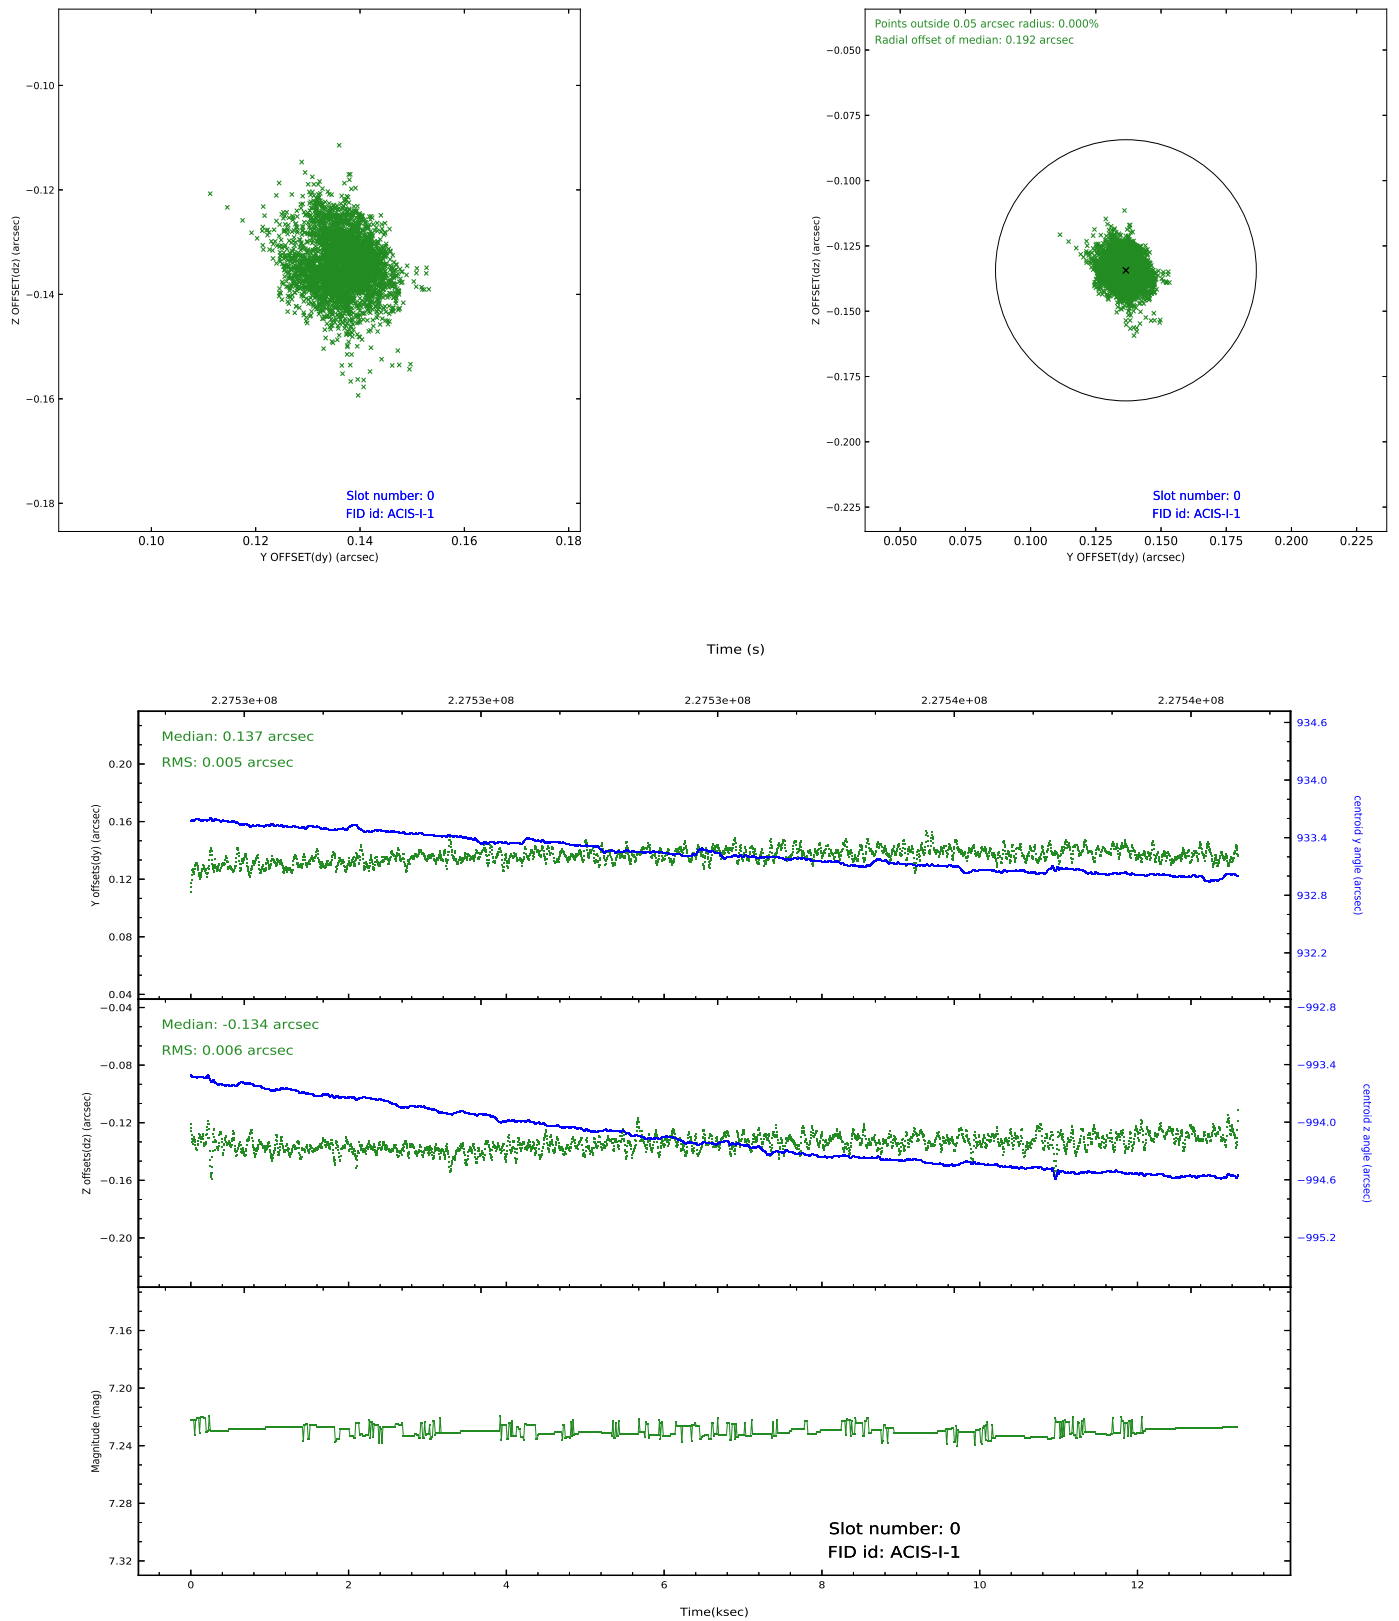 −0.10
−0.12
−0.14
−0.16
−0.18
Z OFFSET(dz) (arcsec)
0.10 0.12 0.14 0.16 0.18
Y OFFSET(dy) (arcsec)
Slot number: 0
FID id: ACIS-I-1
Points outside 0.05 arcsec radius: 0.000%
Radial offset of median: 0.192 arcsec
−0.050
−0.075
−0.100
−0.125
−0.150
−0.175
−0.200
−0.225
Z OFFSET(dz) (arcsec)
0.050 0.075 0.100 0.125 0.150 0.175 0.200 0.225
Y OFFSET(dy) (arcsec)
Slot number: 0
FID id: ACIS-I-1
Time (s)
2.2753e+08 2.2753e+08 2.2753e+08 2.2754e+08 2.2754e+08
Median: 0.137 arcsec
RMS: 0.005 arcsec
0.20
0.16
0.12
0.08
0.04
Y offsets(dy) (arcsec)
934.6
934.0
933.4
932.8
932.2
centroid y angle (arcsec)
Median: -0.134 arcsec
RMS: 0.006 arcsec
−0.04
−0.08
−0.12
−0.16
−0.20
Z offsets(dz) (arcsec)
−992.8
−993.4
−994.0
−994.6
−995.2
centroid z angle (arcsec)
7.16
7.20
7.24
7.28
7.32
Magnitude (mag)
Slot number: 0
FID id: ACIS-I-1
0 2 4 6 8 10 12
Time(ksec)